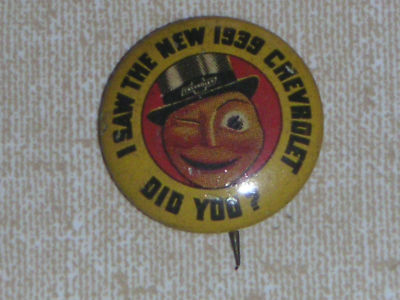 I SAW THE NEW 1939 CHEVROLET
DID YOU?